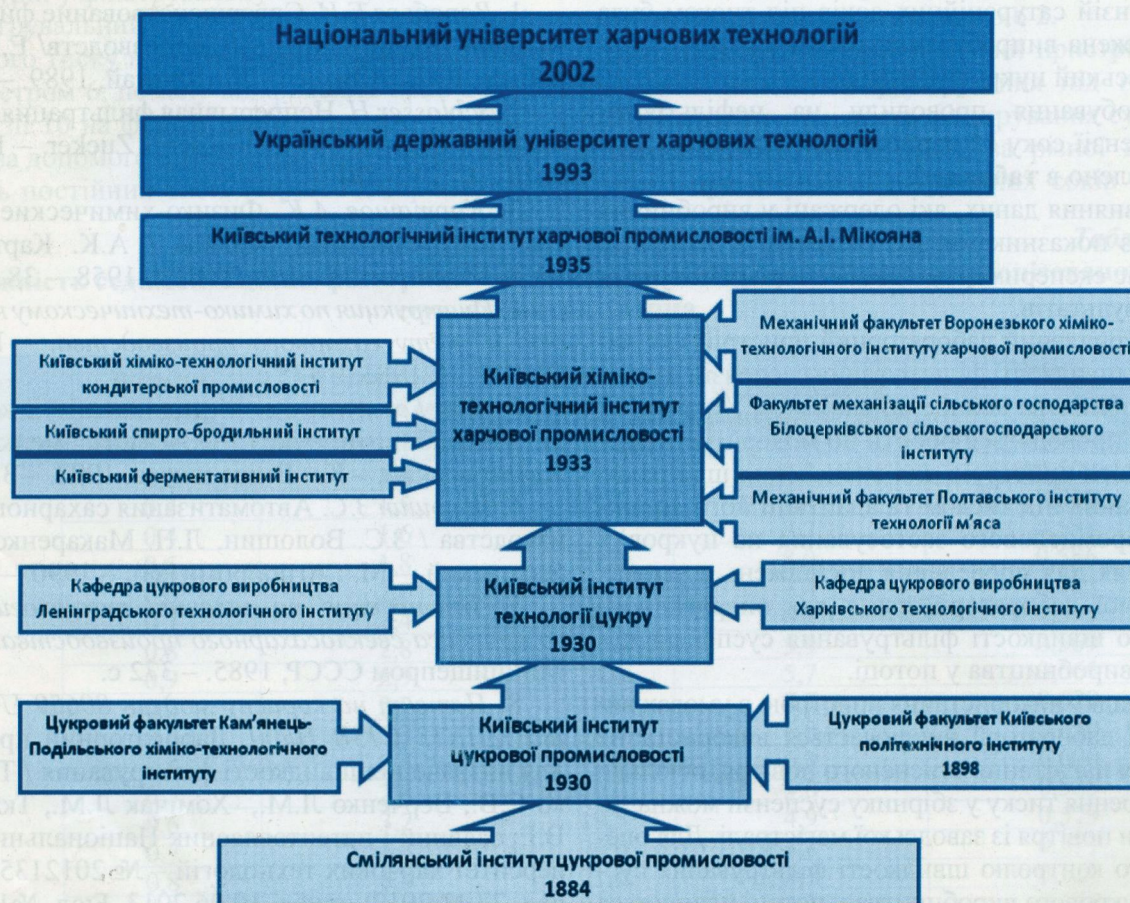 Національний університет харчових технологій
2002
Український державний університет харчових технологій
1993
Київський технологічний інститут харчової промисловості ім. А.І. Мікояна
1935
Київський хіміко-технологічний інститут
кондитерської промисловості
Київський спирто-бродильний інститут
Київський ферментативний інститут
Київський хіміко-
технологічний інститут
харчової промисловості
1933
Механічний факультет Воронезького хіміко-
технологічного інституту харчової промисловості
Факультет механізації сільського господарства
Білоцерківського сільськогосподарського
інституту
Механічний факультет Полтавського інституту
технології м'яса
Кафедра цукрового виробництва
Ленінградського технологічного інституту
Київський інститут
технології цукру
1930
Кафедра цукрового виробництва
Харківського технологічного інституту
Цукровий факультет Кам'янець-
Подільського хіміко-технологічного
інституту
Київський інститут
цукрової промисловості
1930
Цукровий факультет Київського
політехнічного інституту
1898
Смілянський інститут цукрової промисловості
1884